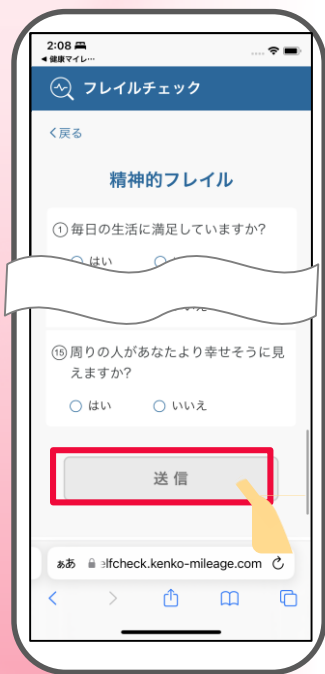 2:08
◀ 健康マイレ…
フレイルチェック
く戻る
精神的フレイル
① 毎日の生活に満足していますか?
はい
⑮ 周りの人があなたより幸せそうに見
えますか?
はい いいえ
送信
ぁあ elfcheck.kenko-mileage.com